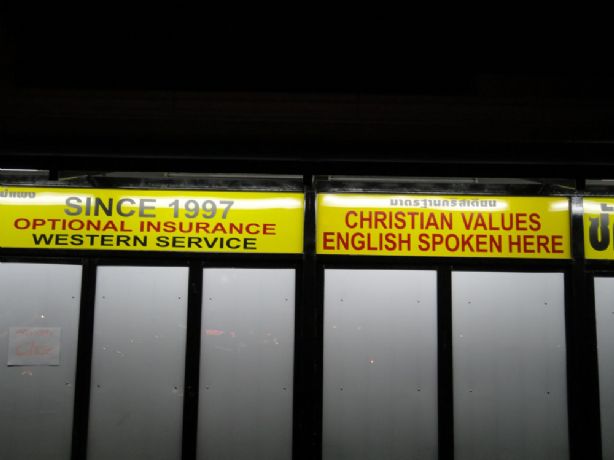 SINCE 1997
OPTIONAL INSURANCE
WESTERN SERVICE
มาตรฐานคริสเตียน
CHRISTIAN VALUES
ENGLISH SPOKEN HERE